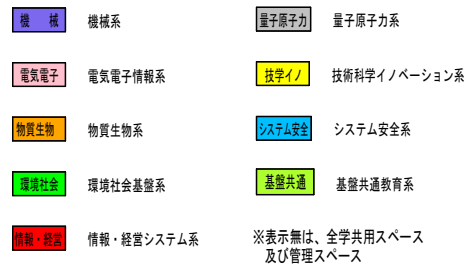 機　械 機械系
電気電子 電気電子情報系
物質生物 物質生物系
環境社会 環境社会基盤系
情報・経営 情報・経営システム系
量子原子力 量子原子力系
技学イノ 技術科学イノベーション系
システム安全 システム安全系
基盤共通 基盤共通教育系
※表示無は、全学共用スペース
及び管理スペース